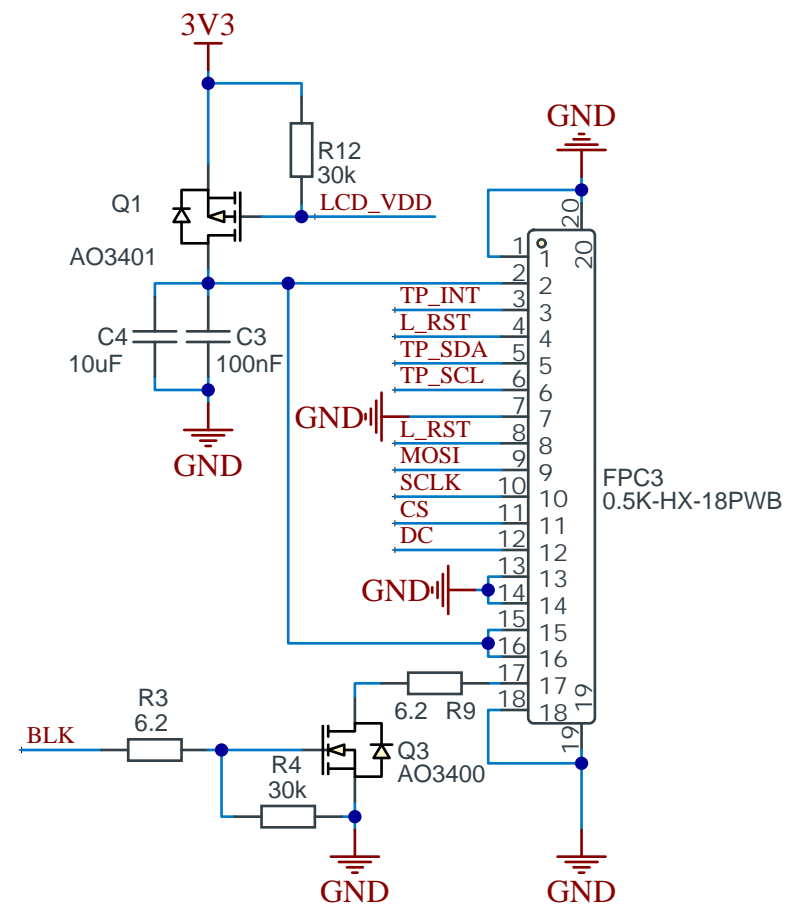 3V3
R12
30k
LCD_VDD
Q1
AO3401
C4
10uF
C3
100nF
GND
GND
20
20
1
1
2
2
TP_INT
3
3
L_RST
4
4
TP_SDA
5
5
TP_SCL
6
6
GND
7
7
L_RST
8
8
MOSI
9
9
SCLK
10
10
CS
11
11
DC
12
12
GND
13
13
14
14
15
15
16
16
17
17
18
18
19
19
FPC3
0.5K-HX-18PWB
6.2
R9
R3
6.2
BLK
R4
30k
Q3
AO3400
GND
GND